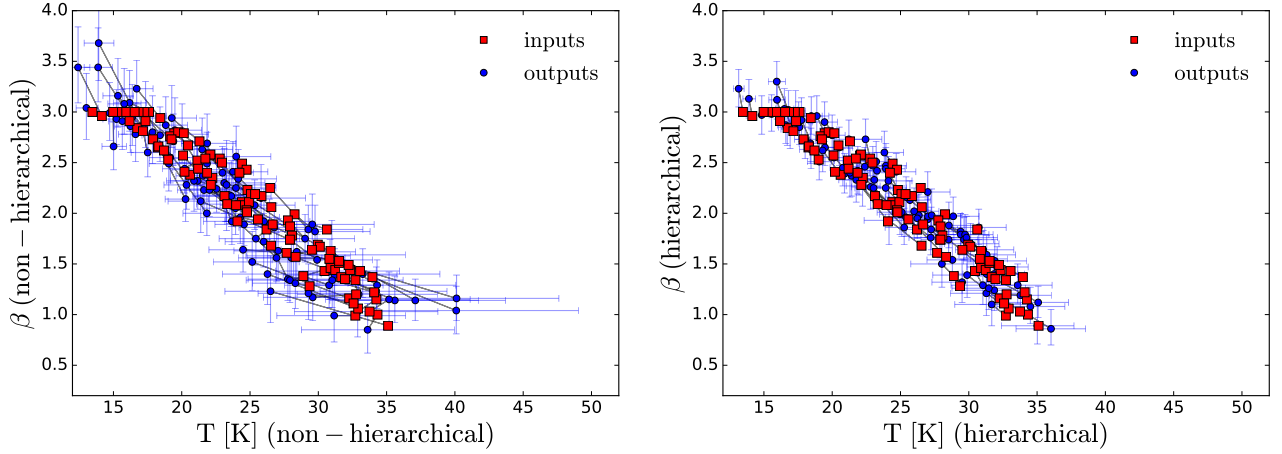 4.0
3.5
3.0
2.5
2.0
1.5
1.0
0.5
β (non − hierarchical)
inputs
outputs
15 20 25 30 35 40 45 50
T [K] (non − hierarchical)
4.0
3.5
3.0
2.5
2.0
1.5
1.0
0.5
β (hierarchical)
inputs
outputs
15 20 25 30 35 40 45 50
T [K] (hierarchical)